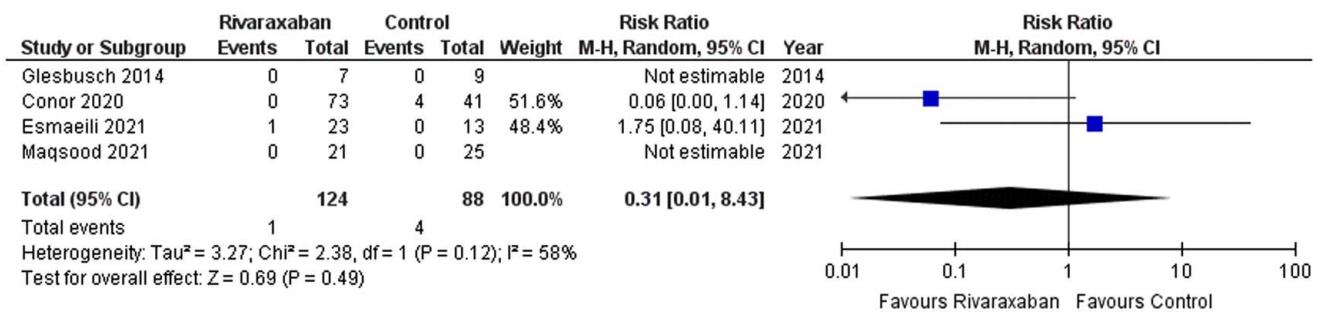 Rivaraxaban Control Risk Ratio Risk Ratio
Study or Subgroup Events Total Events Total Weight M-H, Random, 95% CI Year M-H, Random, 95% CI
Glesbusch 2014 0 7 0 9 Not estimable 2014
Conor 2020 0 73 4 41 51.6% 0.06 [0.00, 1.14] 2020
Esmaeili 2021 1 23 0 13 48.4% 1.75 [0.08, 40.11] 2021
Maqsood 2021 0 21 0 25 Not estimable 2021
Total (95% CI) 124 88 100.0% 0.31 [0.01, 8.43]
Total events 1 4
Heterogeneity: Tau² = 3.27; Chi² = 2.38, df = 1 (P = 0.12); I² = 58%
Test for overall effect: Z = 0.69 (P = 0.49)
0.01 0.1 1 10 100
Favours Rivaraxaban Favours Control